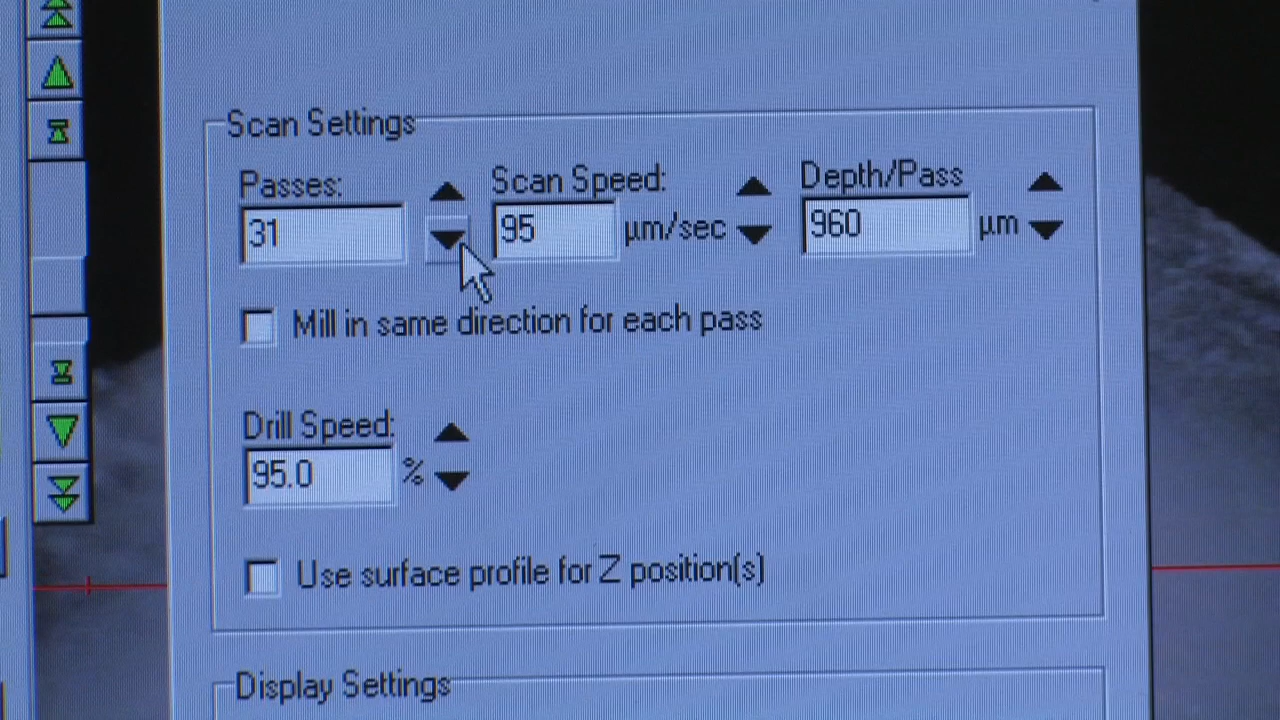 Scan Settings
Passes: Scan Speed: Depth/Pass
31 95 µm/sec 960 µm
Mill in same direction for each pass
Drill Speed:
95.0 %
Use surface profile for Z position(s)
Display Settings